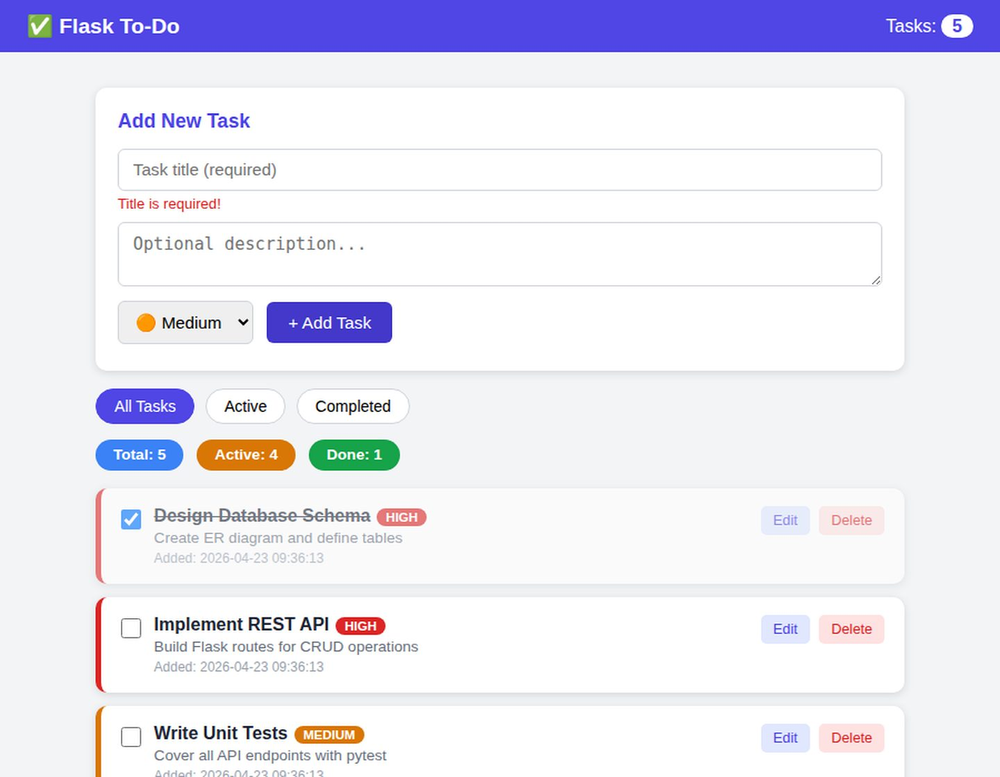 ✅ Flask To-Do
Tasks: 5
Add New Task
Task title (required)
Title is required!
Optional description...
🟠 Medium
+ Add Task
All Tasks
Active
Completed
Total: 5
Active: 4
Done: 1
Design Database Schema HIGH
Edit
Delete
Create ER diagram and define tables
Added: 2026-04-23 09:36:13
Implement REST API HIGH
Edit
Delete
Build Flask routes for CRUD operations
Added: 2026-04-23 09:36:13
Write Unit Tests MEDIUM
Edit
Delete
Cover all API endpoints with pytest
Added: 2026-04-23 09:36:13